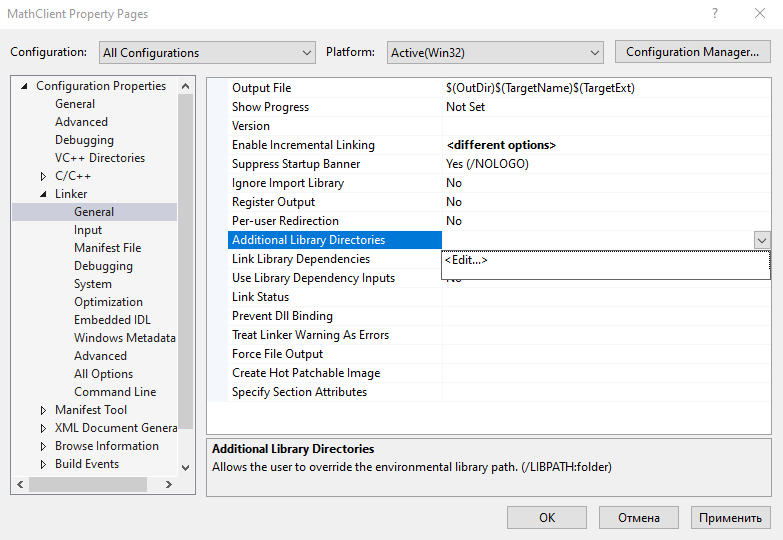 MathClient Property Pages
Configuration: All Configurations Platform: Active(Win32) Configuration Manager...
Configuration Properties
General
Advanced
Debugging
VC++ Directories
C/C++
Linker
General
Input
Manifest File
Debugging
System
Optimization
Embedded IDL
Windows Metadata
Advanced
All Options
Command Line
Manifest Tool
XML Document Genera
Browse Information
Build Events
Output File $(OutDir)$(TargetName)$(TargetExt)
Show Progress Not Set
Version
Enable Incremental Linking <different options>
Suppress Startup Banner Yes (/NOLOGO)
Ignore Import Library No
Register Output No
Per-user Redirection No
Additional Library Directories
Link Library Dependencies <Edit...>
Use Library Dependency Inputs No
Link Status
Prevent Dll Binding
Treat Linker Warning As Errors
Force File Output
Create Hot Patchable Image
Specify Section Attributes
Additional Library Directories
Allows the user to override the environmental library path. (/LIBPATH:folder)
OK Отмена Применить